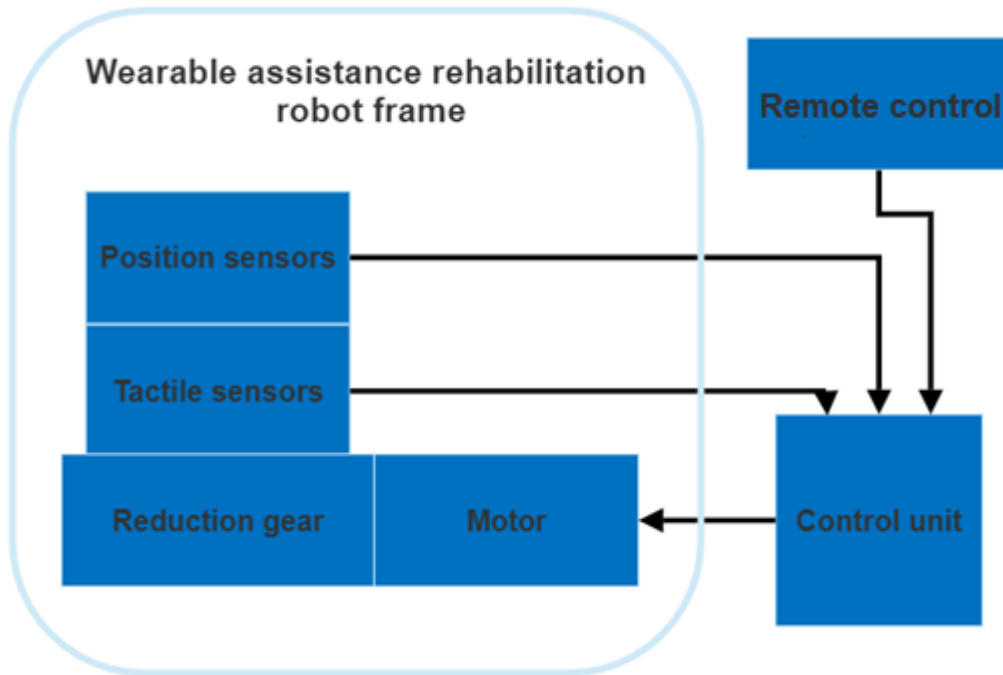 Wearable assistance rehabilitation
robot frame
Remote control
Position sensors
Tactile sensors
Reduction gear
Motor
Control unit